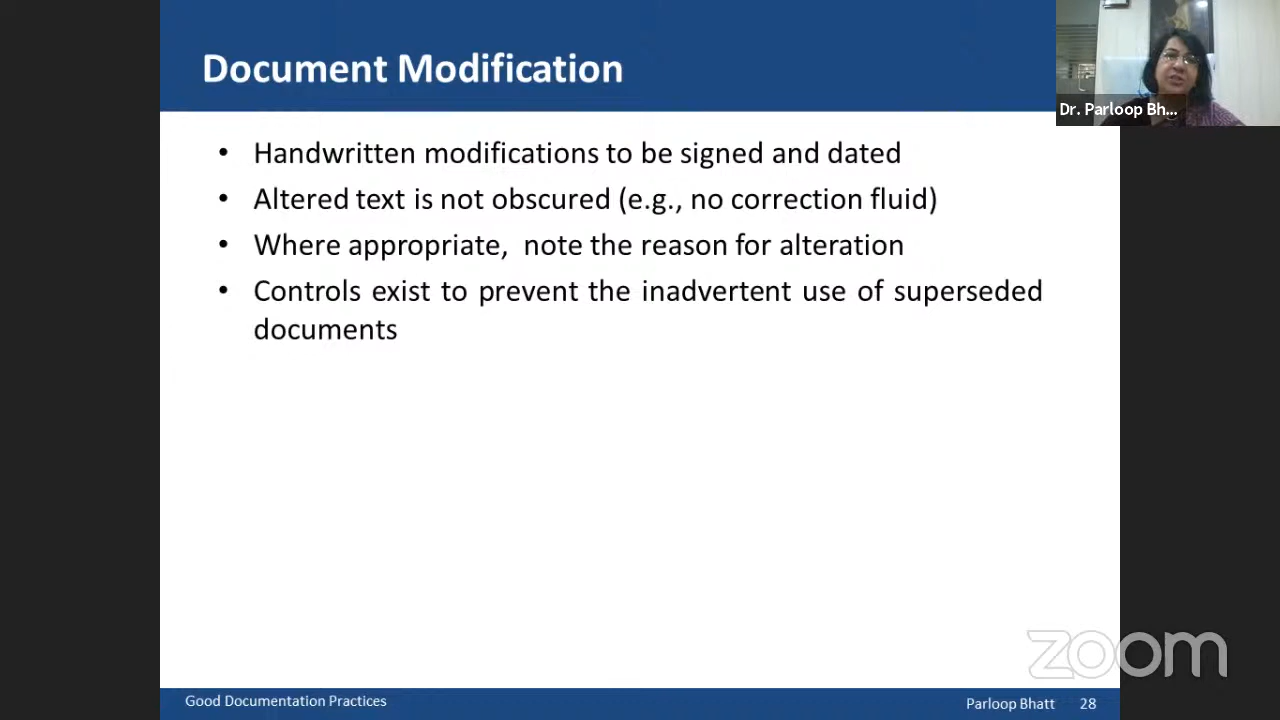 Document Modification
Dr. Parloop Bh...
• Handwritten modifications to be signed and dated
• Altered text is not obscured (e.g., no correction fluid)
• Where appropriate, note the reason for alteration
• Controls exist to prevent the inadvertent use of superseded
documents
zoom
Good Documentation Practices
Parloop Bhatt 28